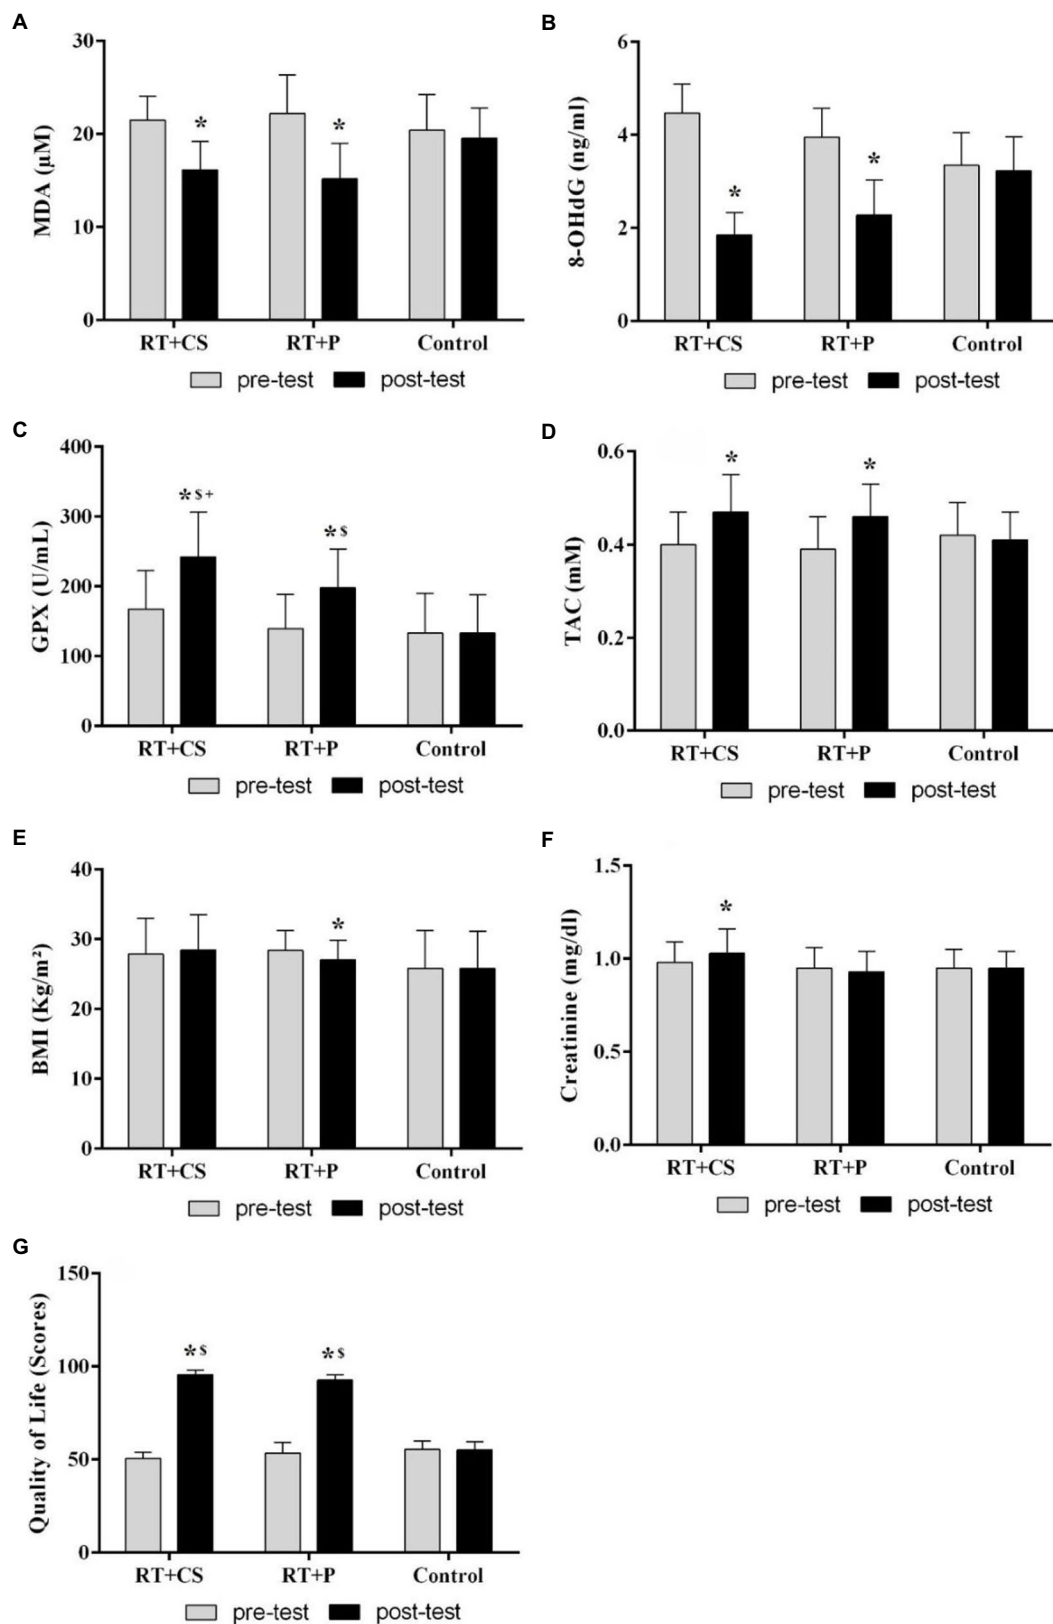 A
MDA (µM)
30
20
10
0
*
*
RT+CS RT+P Control
pre-test post-test
B
8-OHdG (ng/ml)
6
4
2
0
*
*
RT+CS RT+P Control
pre-test post-test
C
GPX (U/mL)
400
300
200
100
0
*$+
*$
RT+CS RT+P Control
pre-test post-test
D
TAC (mM)
0.6
0.4
0.2
0.0
*
*
RT+CS RT+P Control
pre-test post-test
E
BMI (Kg/m²)
40
30
20
10
0
*
RT+CS RT+P Control
pre-test post-test
F
Creatinine (mg/dl)
1.5
1.0
0.5
0.0
*
RT+CS RT+P Control
pre-test post-test
G
Quality of Life (Scores)
150
100
50
0
*$
*$
RT+CS RT+P Control
pre-test post-test